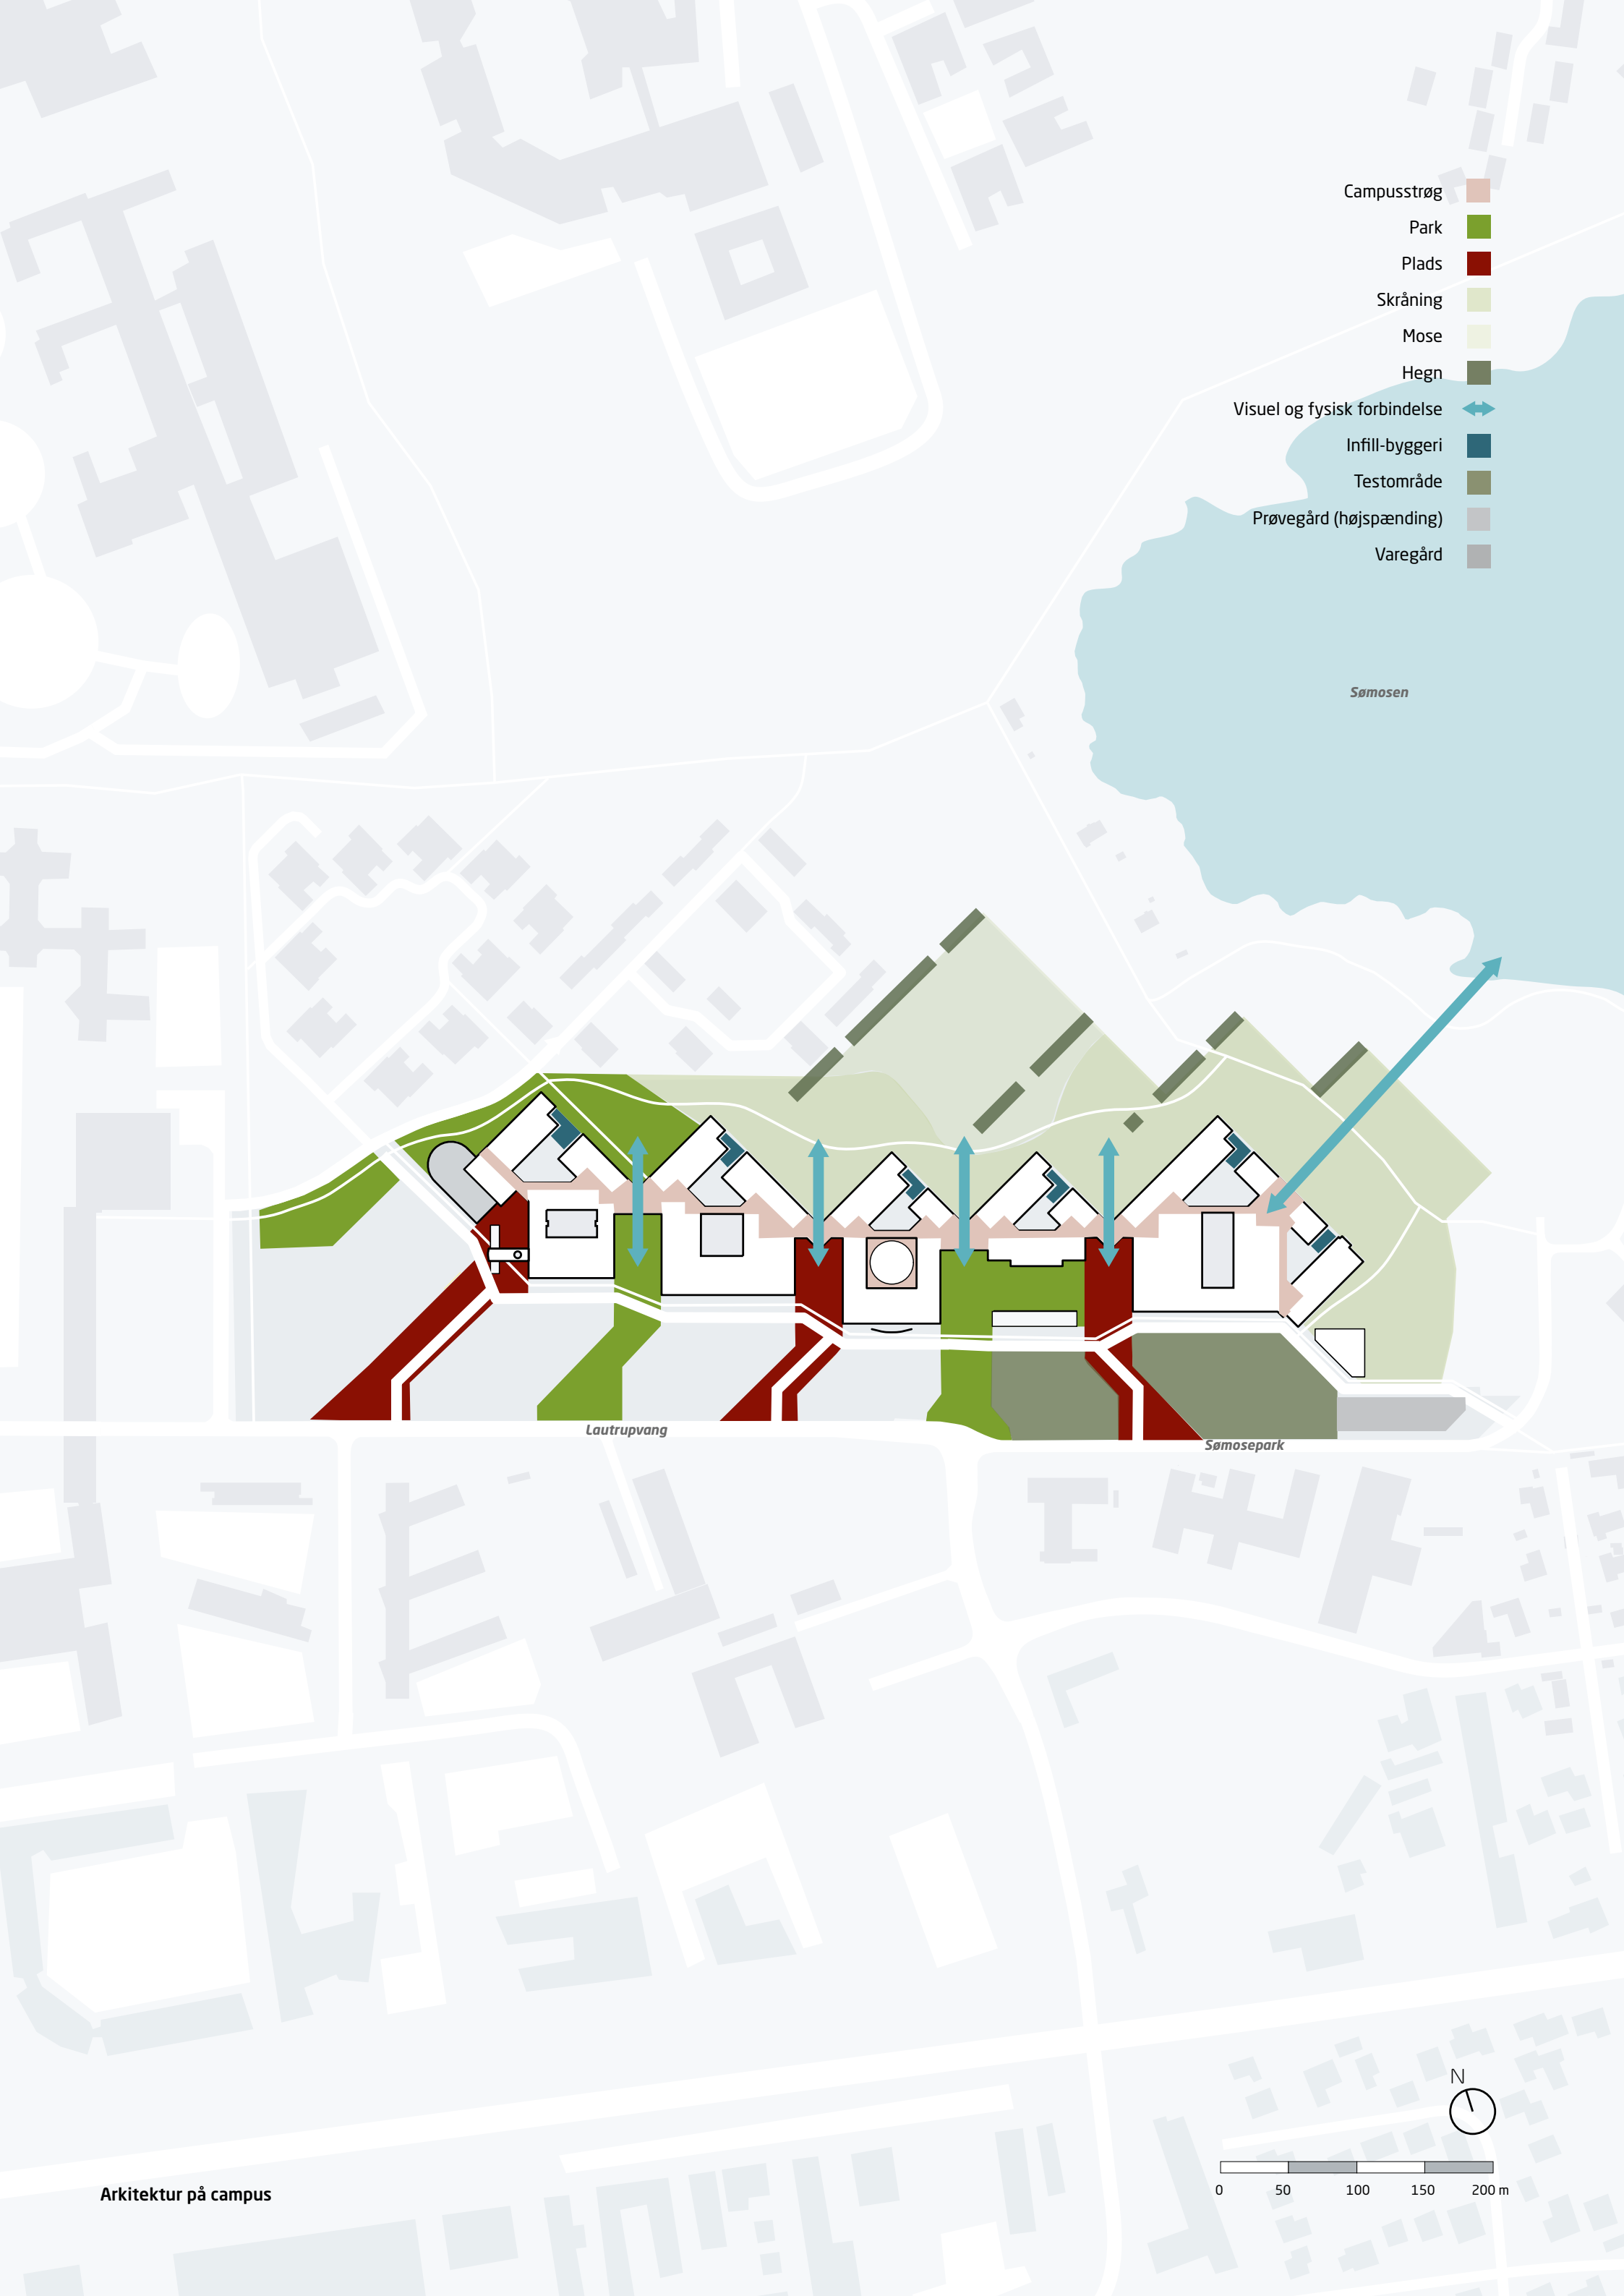 Campusstrøg
Park
Plads
Skråning
Mose
Hegn
Visuel og fysisk forbindelse
Infill-byggeri
Testområde
Prøvegård (højspænding)
Varegård
Sømosen
Lautrupvang
Sømosepark
N
0 50 100 150 200 m
Arkitektur på campus